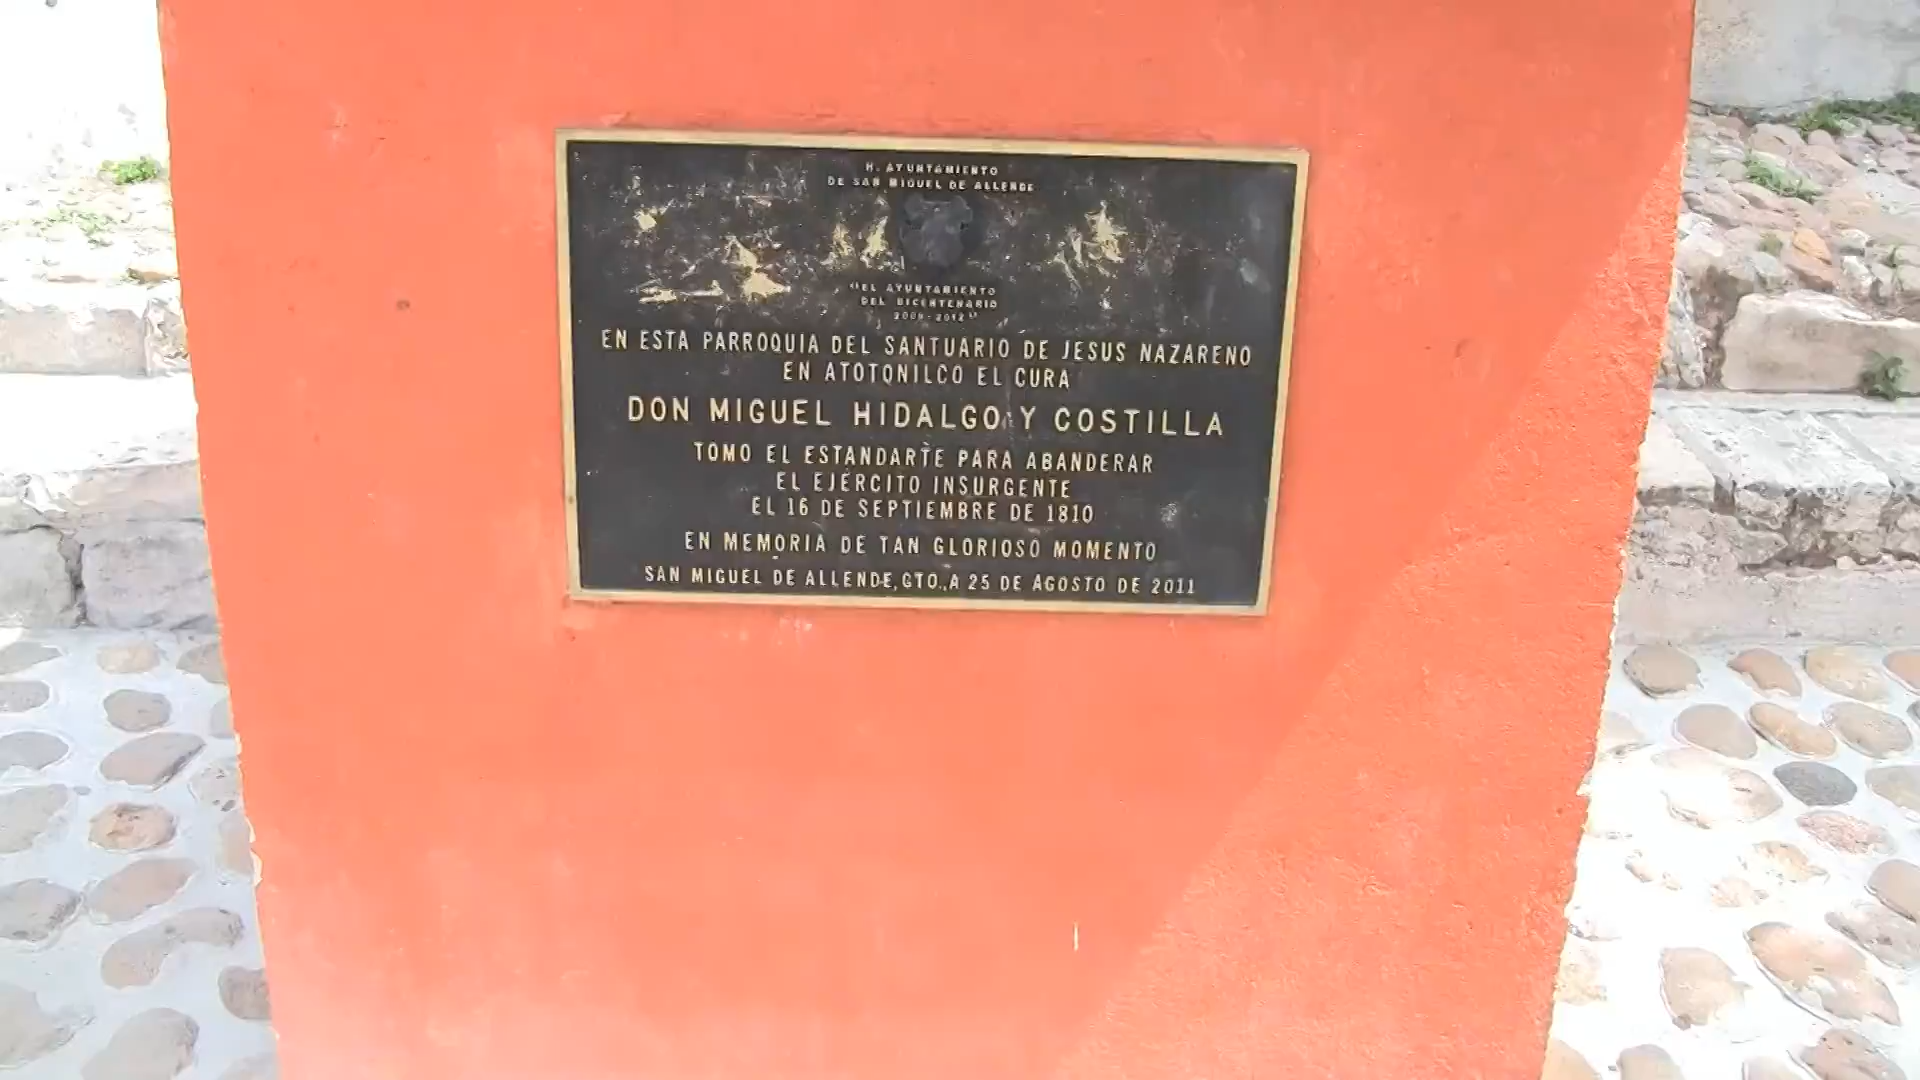 H. AYUNTAMIENTO
DE SAN MIGUEL DE ALLENDE
"EL AYUNTAMIENTO
DEL BICENTENARIO
2009-2012"
EN ESTA PARROQUIA DEL SANTUARIO DE JESUS NAZARENO
EN ATOTONILCO EL CURA
DON MIGUEL HIDALGO Y COSTILLA
TOMO EL ESTANDARTE PARA ABANDERAR
EL EJÉRCITO INSURGENTE
EL 16 DE SEPTIEMBRE DE 1810
EN MEMORIA DE TAN GLORIOSO MOMENTO
SAN MIGUEL DE ALLENDE, GTO., A 25 DE AGOSTO DE 2011